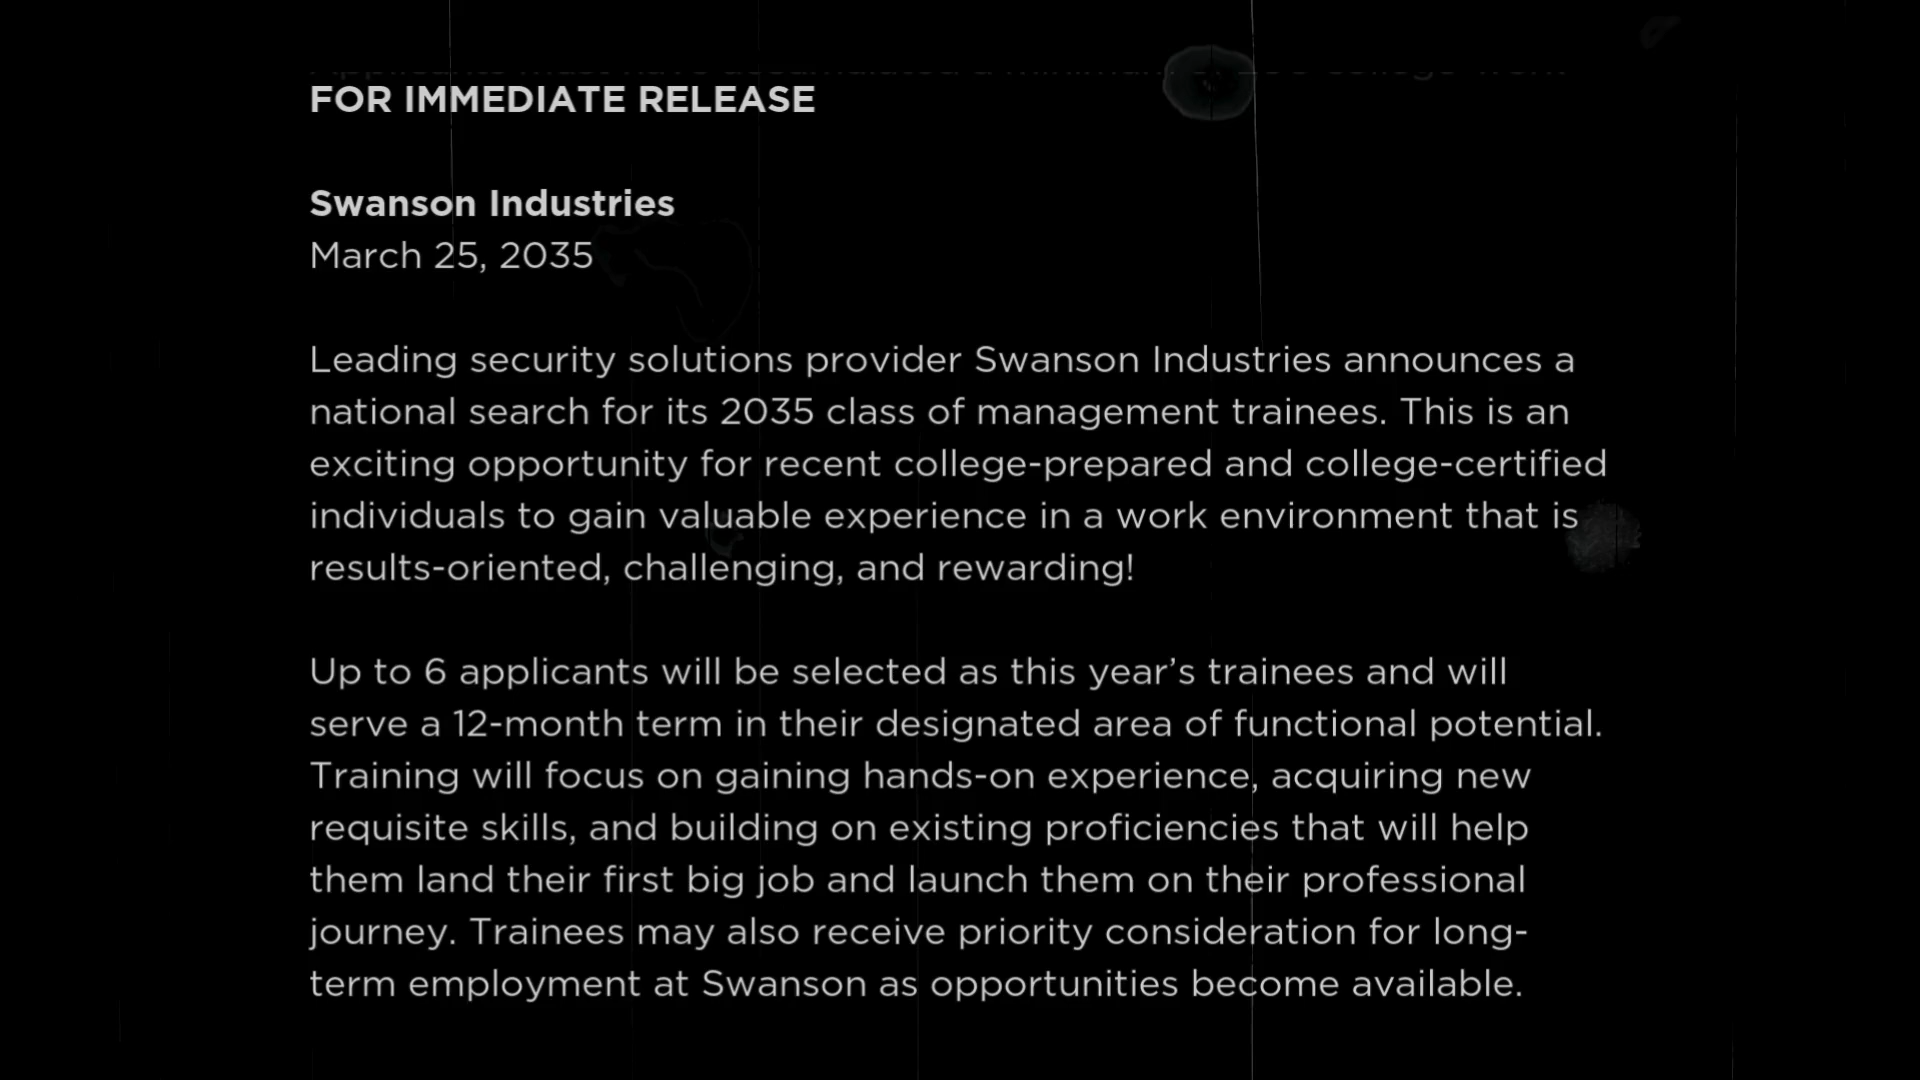 FOR IMMEDIATE RELEASE
Swanson Industries
March 25, 2035
Leading security solutions provider Swanson Industries announces a
national search for its 2035 class of management trainees. This is an
exciting opportunity for recent college-prepared and college-certified
individuals to gain valuable experience in a work environment that is
results-oriented, challenging, and rewarding!
Up to 6 applicants will be selected as this year’s trainees and will
serve a 12-month term in their designated area of functional potential.
Training will focus on gaining hands-on experience, acquiring new
requisite skills, and building on existing proficiencies that will help
them land their first big job and launch them on their professional
journey. Trainees may also receive priority consideration for long-
term employment at Swanson as opportunities become available.